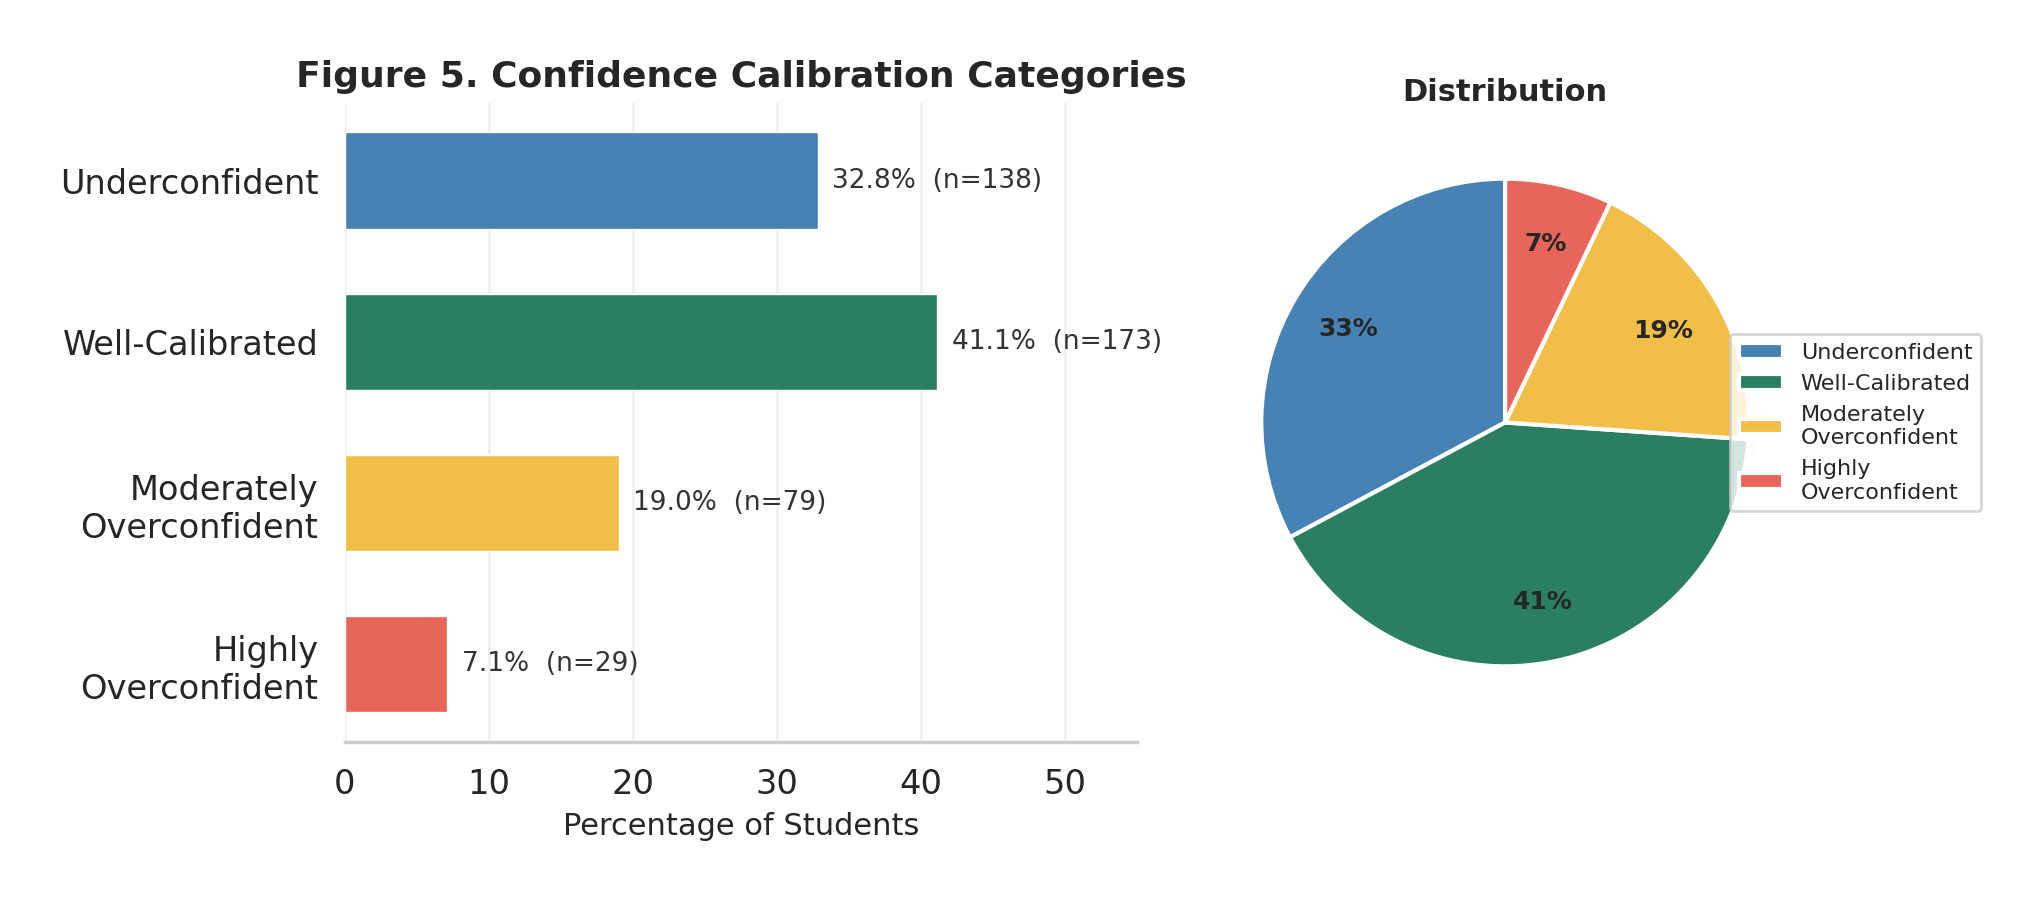 Figure 5. Confidence Calibration Categories
Underconfident
32.8%  (n=138)
Well-Calibrated
41.1%  (n=173)
Moderately
Overconfident
19.0%  (n=79)
Highly
Overconfident
7.1%  (n=29)
0 10 20 30 40 50
Percentage of Students
Distribution
7%
33%
19%
41%
Underconfident
Well-Calibrated
Moderately
Overconfident
Highly
Overconfident